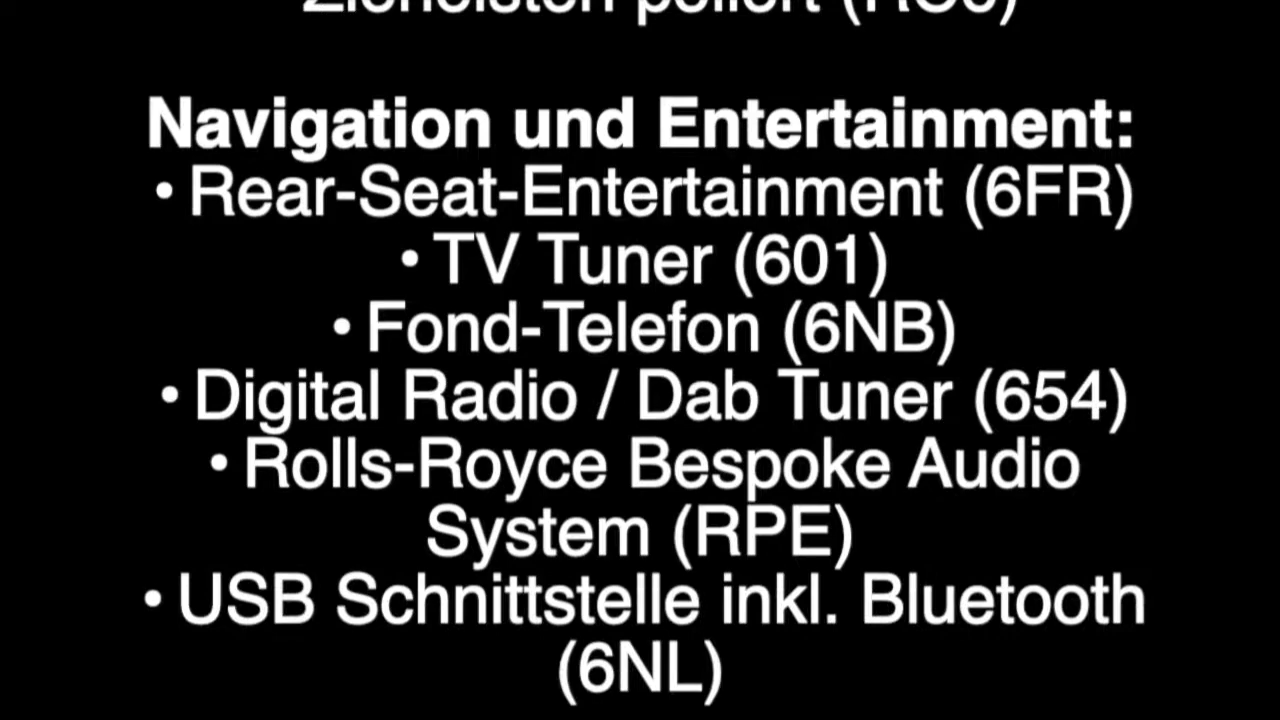 Navigation und Entertainment:
• Rear-Seat-Entertainment (6FR)
• TV Tuner (601)
• Fond-Telefon (6NB)
• Digital Radio / Dab Tuner (654)
• Rolls-Royce Bespoke Audio
System (RPE)
• USB Schnittstelle inkl. Bluetooth
(6NL)